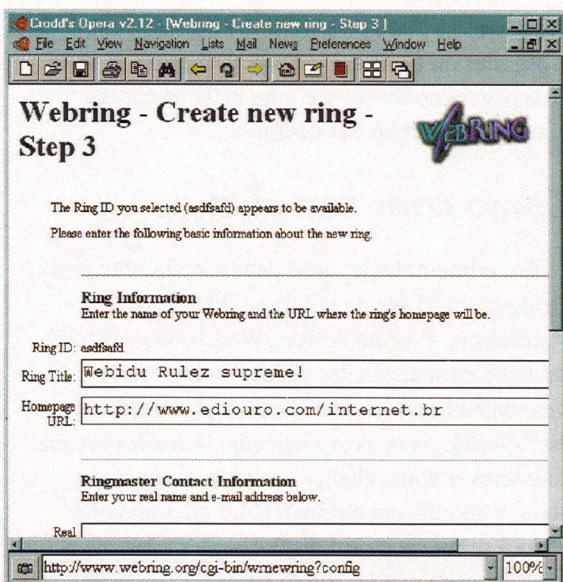 Crodd's Opera v2.12 - [Webring - Create new ring - Step 3 ]
File Edit View Navigation Lists Mail News Preferences Window Help
Webring - Create new ring -
Step 3
WEBRING
The Ring ID you selected (asdfsafd) appears to be available.
Please enter the following basic information about the new ring.
Ring Information
Enter the name of your Webring and the URL where the ring's homepage will be.
Ring ID: asdfsafd
Ring Title: Webidu Rulez supreme!
Homepage
URL: http://www.ediouro.com/internet.br
Ringmaster Contact Information
Enter your real name and e-mail address below.
Real
http://www.webring.org/cgi-bin/wrnewring?config 100%